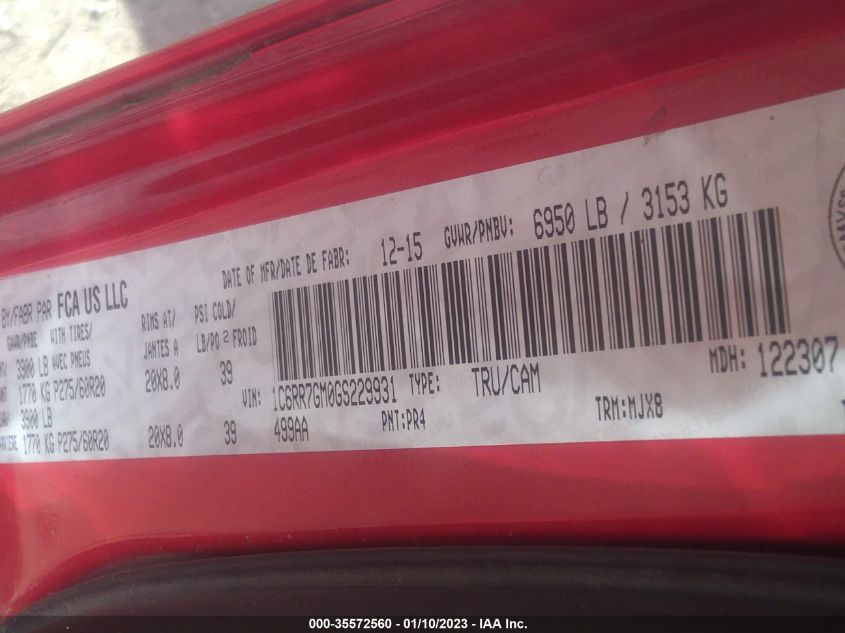 BY/FABR PAR FCA US LLC
DATE OF MFR/DATE DE FABR: 12-15 GVWR/PNBV: 6950 LB / 3153 KG
GVWR/PNBE WITH TIRES/ RIMS AT/ PSI COLD/
AVEC PNEUS JANTES A LB/PO 2 FROID
3900 LB
1770 KG P275/60R20 20X8.0 39
3900 LB
1770 KG P275/60R20 20X8.0 39
VIN: 1C6RR7GM0GS229931 TYPE: TRU/CAM MDH: 122307
499AA PNT:PR4 TRM:MJX8
000-35572560 - 01/10/2023 - IAA Inc.